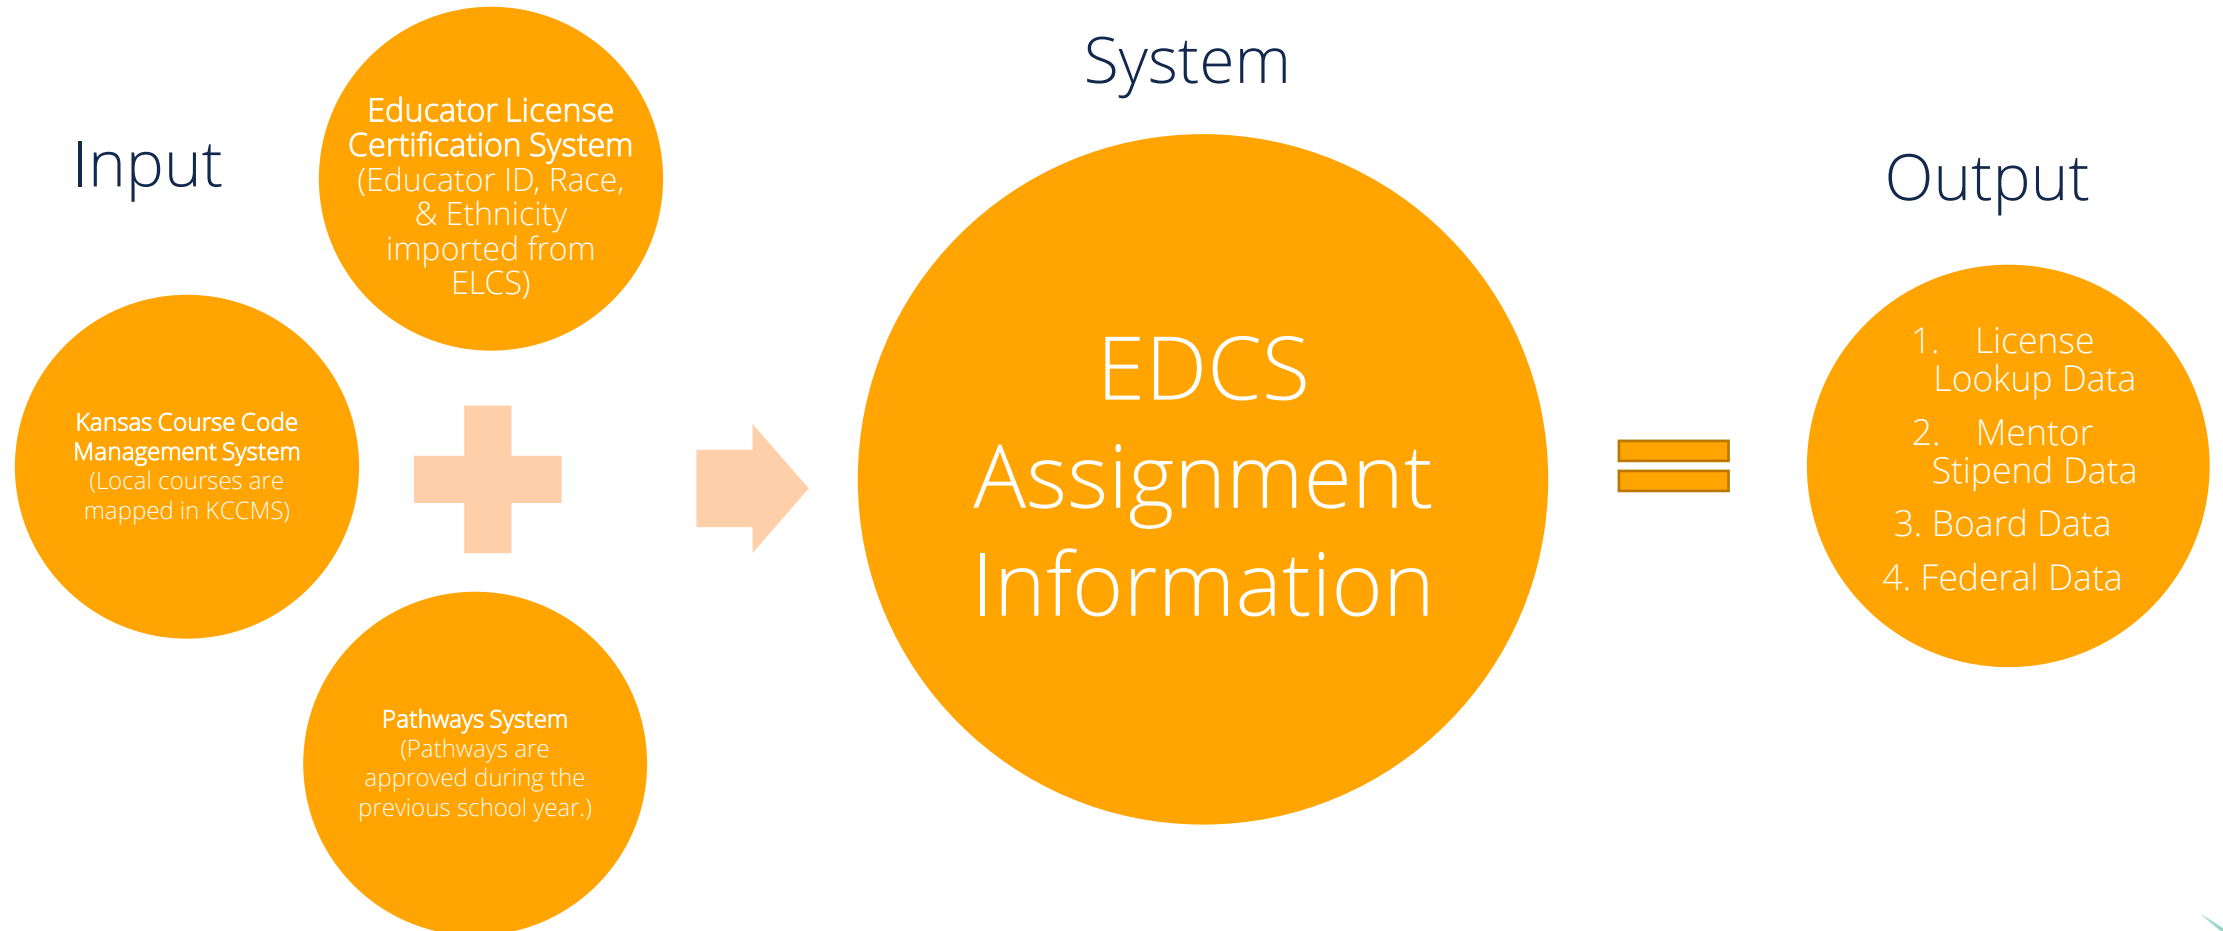 Input
Educator License
Certification System
(Educator ID, Race,
& Ethnicity
imported from
ELCS)
Kansas Course Code
Management System
(Local courses are
mapped in KCCMS)
Pathways System
(Pathways are
approved during the
previous school year.)
System
EDCS
Assignment
Information
Output
1. License
Lookup Data
2. Mentor
Stipend Data
3. Board Data
4. Federal Data